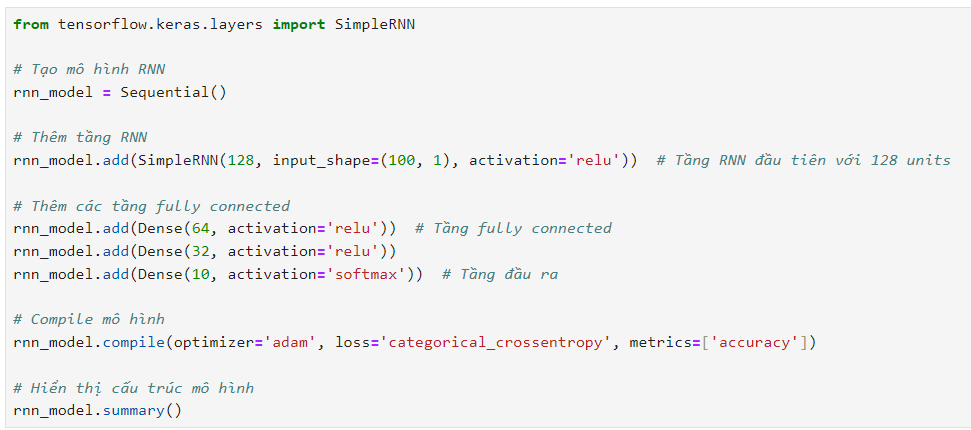 from tensorflow.keras.layers import SimpleRNN
# Tạo mô hình RNN
rnn_model = Sequential()
# Thêm tầng RNN
rnn_model.add(SimpleRNN(128, input_shape=(100, 1), activation='relu'))  # Tầng RNN đầu tiên với 128 units
# Thêm các tầng fully connected
rnn_model.add(Dense(64, activation='relu'))  # Tầng fully connected
rnn_model.add(Dense(32, activation='relu'))
rnn_model.add(Dense(10, activation='softmax'))  # Tầng đầu ra
# Compile mô hình
rnn_model.compile(optimizer='adam', loss='categorical_crossentropy', metrics=['accuracy'])
# Hiển thị cấu trúc mô hình
rnn_model.summary()